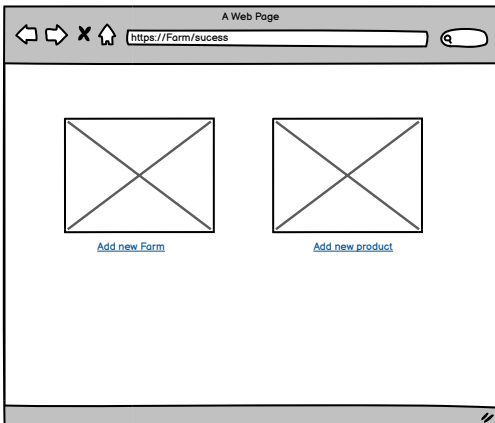 A Web Page
https://Farm/sucess
Add new Farm
Add new product